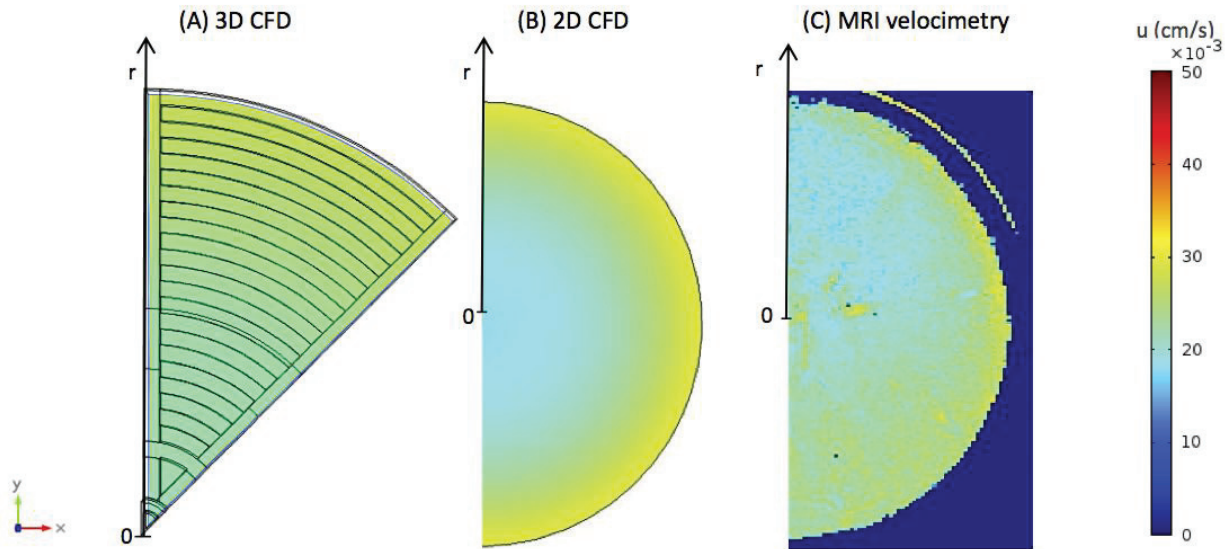 (A) 3D CFD
(B) 2D CFD
(C) MRI velocimetry
u (cm/s)
×10⁻³
r
r
r
50
40
30
20
10
0
0
0
0
y
x